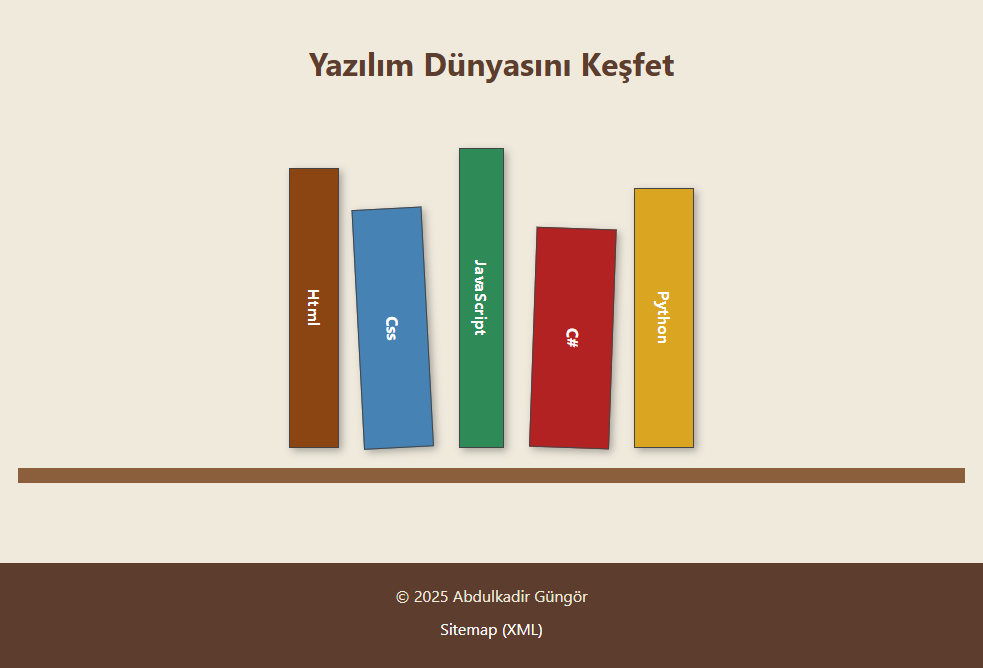 Yazılım Dünyasını Keşfet
Html
Css
JavaScript
C#
Python
© 2025 Abdulkadir Güngör
Sitemap (XML)